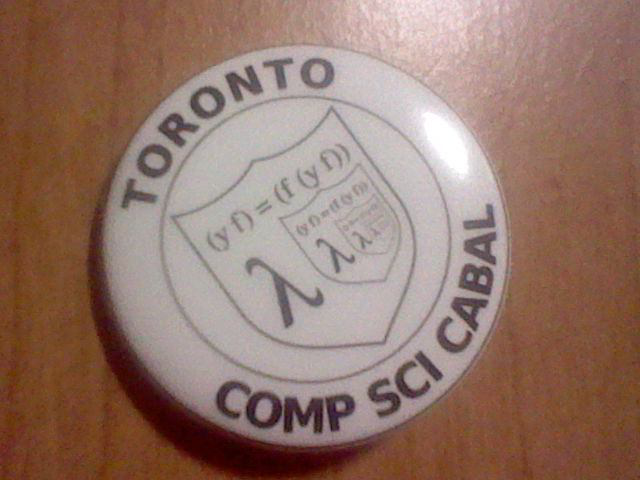 TORONTO
(y f) = (f (y f))
λ
(y f) = (f (y f))
λ
λ
COMP SCI CABAL